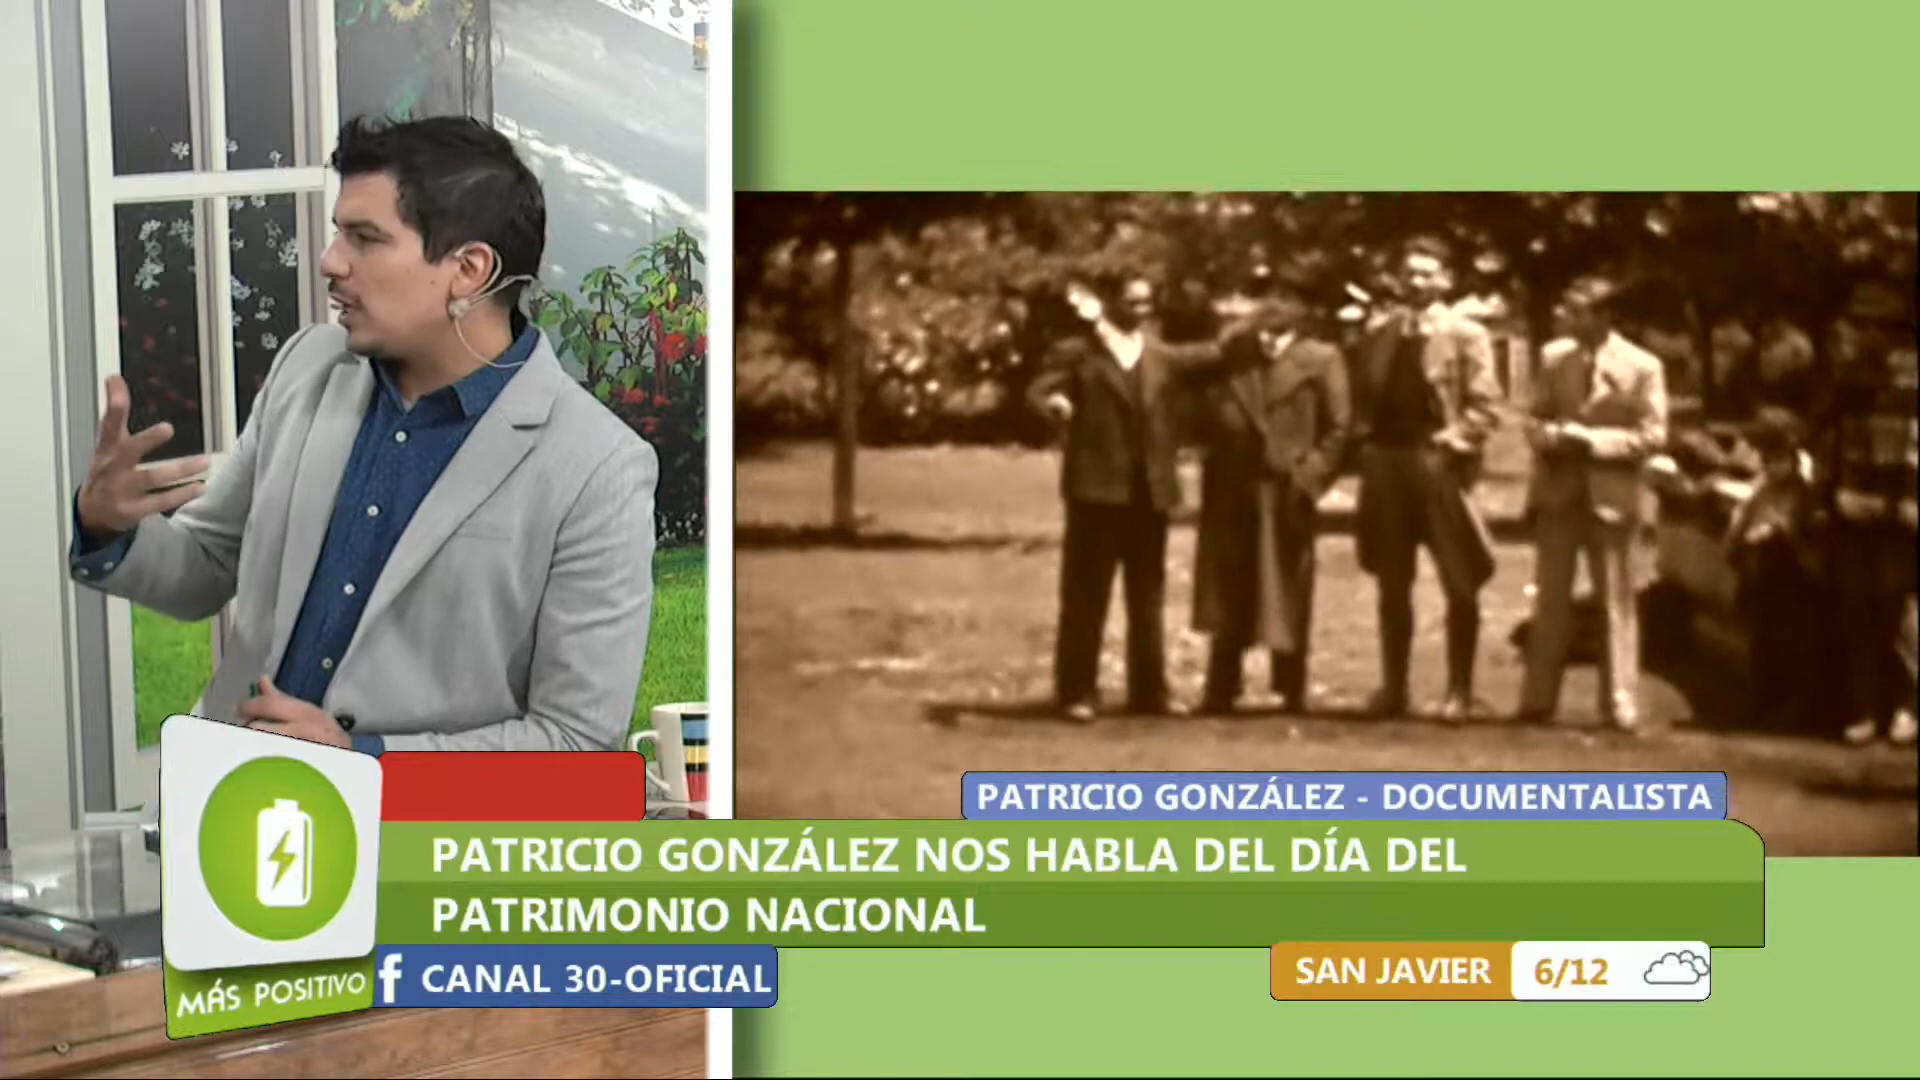 PATRICIO GONZÁLEZ - DOCUMENTALISTA
PATRICIO GONZÁLEZ NOS HABLA DEL DÍA DEL
PATRIMONIO NACIONAL
MÁS POSITIVO
f CANAL 30-OFICIAL
SAN JAVIER 6/12